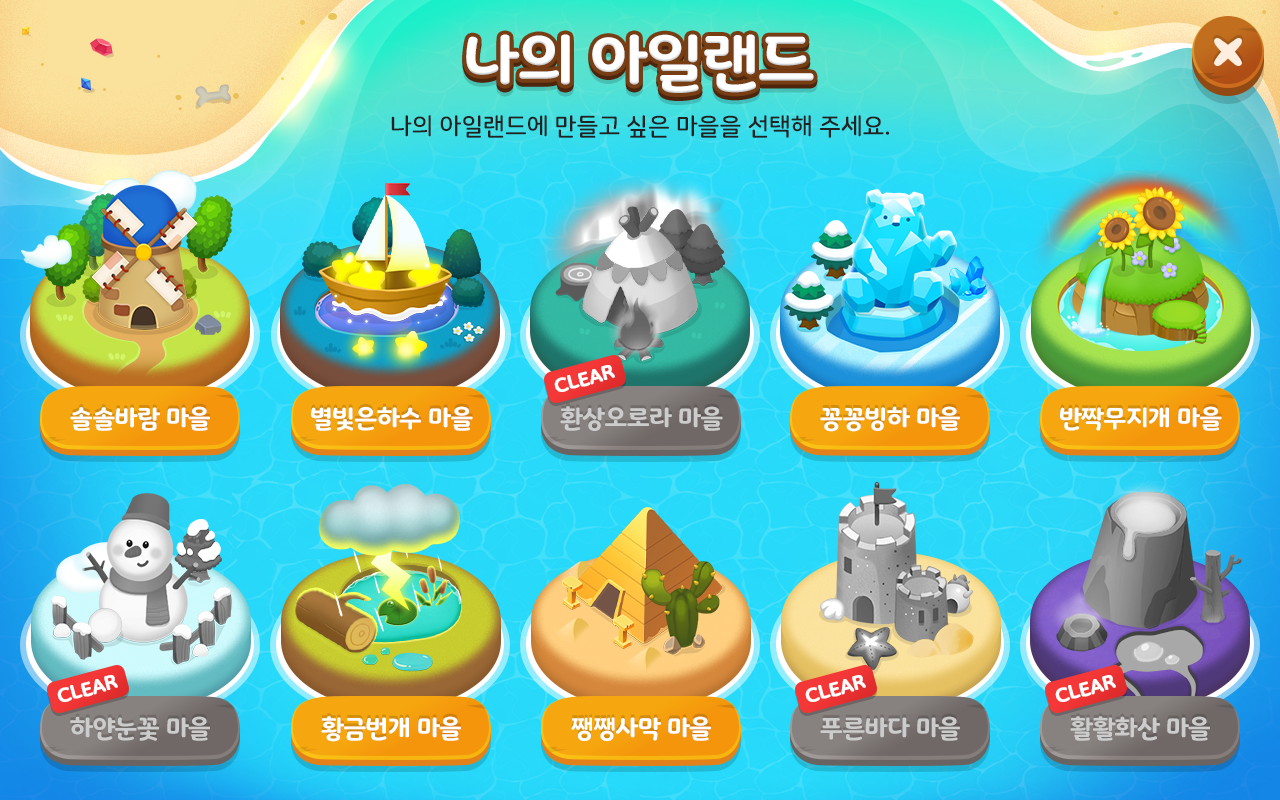 나의 아일랜드
나의 아일랜드에 만들고 싶은 마을을 선택해 주세요.
솔솔바람 마을
별빛은하수 마을
CLEAR
환상오로라 마을
꽁꽁빙하 마을
반짝무지개 마을
CLEAR
하얀눈꽃 마을
황금번개 마을
쨍쨍사막 마을
CLEAR
푸른바다 마을
CLEAR
활활화산 마을